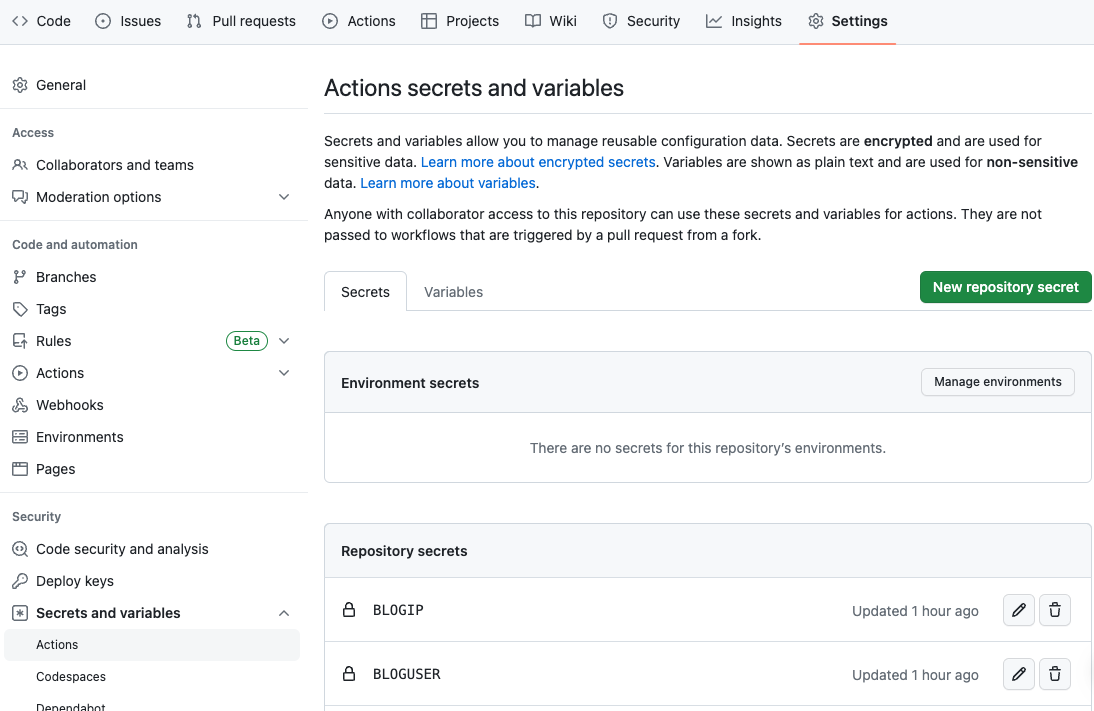 Code
Issues
Pull requests
Actions
Projects
Wiki
Security
Insights
Settings
General
Access
Collaborators and teams
Moderation options
Code and automation
Branches
Tags
Rules
Beta
Actions
Webhooks
Environments
Pages
Security
Code security and analysis
Deploy keys
Secrets and variables
Actions
Codespaces
Dependabot
Actions secrets and variables
Secrets and variables allow you to manage reusable configuration data. Secrets are encrypted and are used for
sensitive data. Learn more about encrypted secrets. Variables are shown as plain text and are used for non-sensitive
data. Learn more about variables.
Anyone with collaborator access to this repository can use these secrets and variables for actions. They are not
passed to workflows that are triggered by a pull request from a fork.
Secrets
Variables
New repository secret
Environment secrets
Manage environments
There are no secrets for this repository's environments.
Repository secrets
BLOGIP
Updated 1 hour ago
BLOGUSER
Updated 1 hour ago